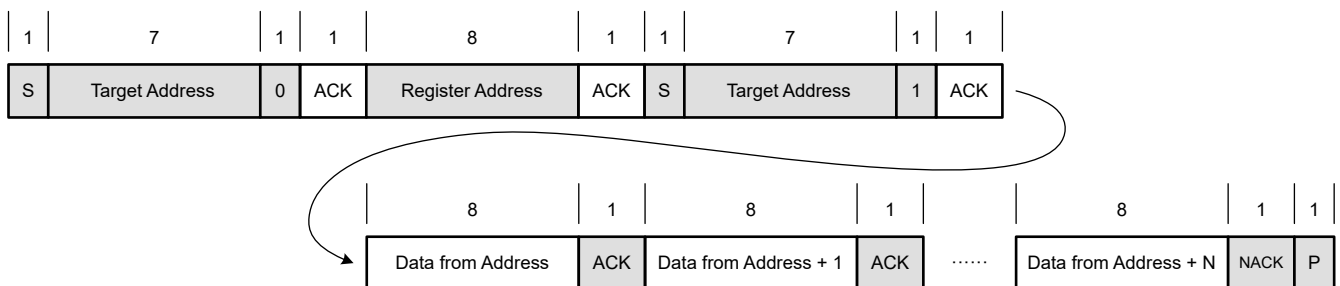 1 7 1 1 8 1 1 7 1 1
S Target Address 0 ACK Register Address ACK S Target Address 1 ACK
8 1 8 1 8 1 1
Data from Address ACK Data from Address + 1 ACK ...... Data from Address + N NACK P